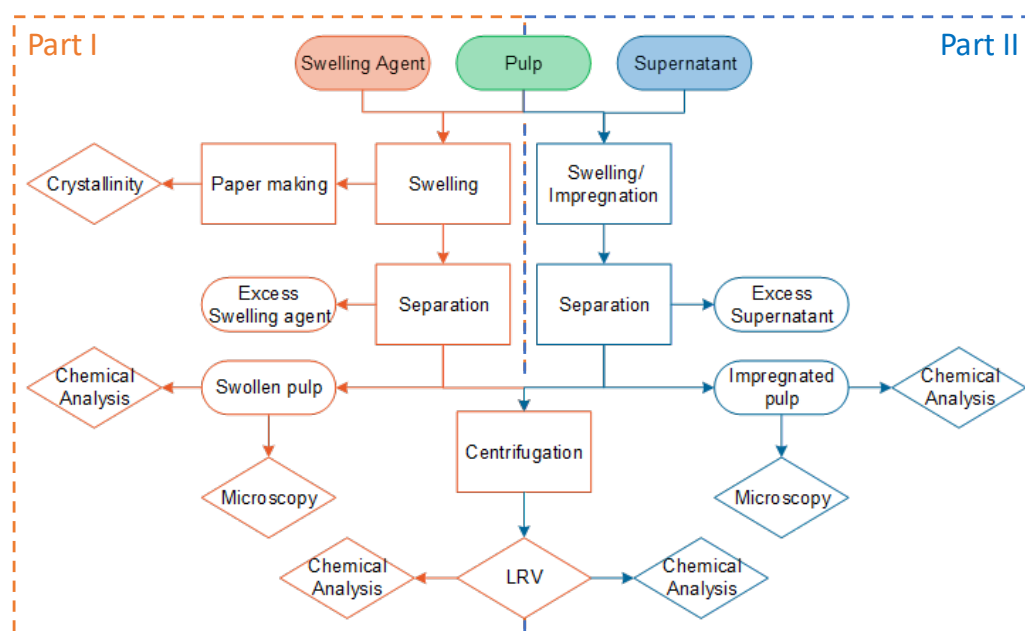 Part I
Part II
Swelling Agent
Pulp
Supernatant
Crystallinity
Paper making
Swelling
Swelling/
Impregnation
Excess
Swelling agent
Separation
Separation
Excess
Supernatant
Chemical
Analysis
Swollen pulp
Impregnated
pulp
Chemical
Analysis
Centrifugation
Microscopy
Microscopy
Chemical
Analysis
LRV
Chemical
Analysis